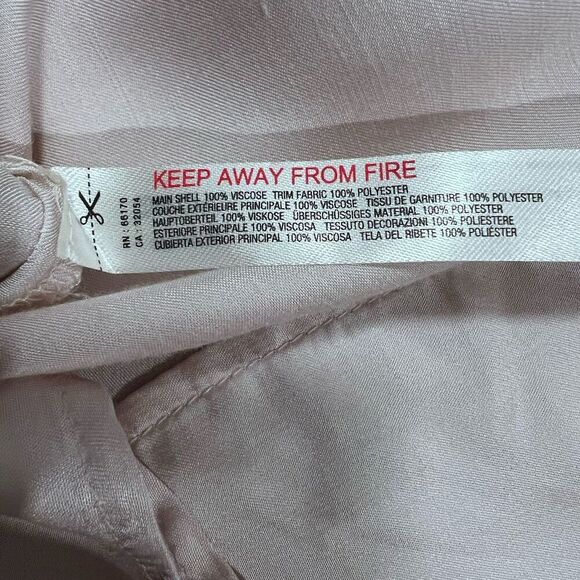 KEEP AWAY FROM FIRE
MAIN SHELL 100% VISCOSE TRIM FABRIC 100% POLYESTER
COUCHE EXTÉRIEURE PRINCIPALE 100% VISCOSE TISSU DE GARNITURE 100% POLYESTER
HAUPTOBERTEIL 100% VISKOSE ÜBERSCHÜSSIGES MATERIAL 100% POLYESTER
ESTERIORE PRINCIPALE 100% VISCOSA TESSUTO DECORAZIONI 100% POLIESTERE
CUBIERTA EXTERIOR PRINCIPAL 100% VISCOSA TELA DEL RIBETE 100% POLIÉSTER
RN : 66170
CA : 32054